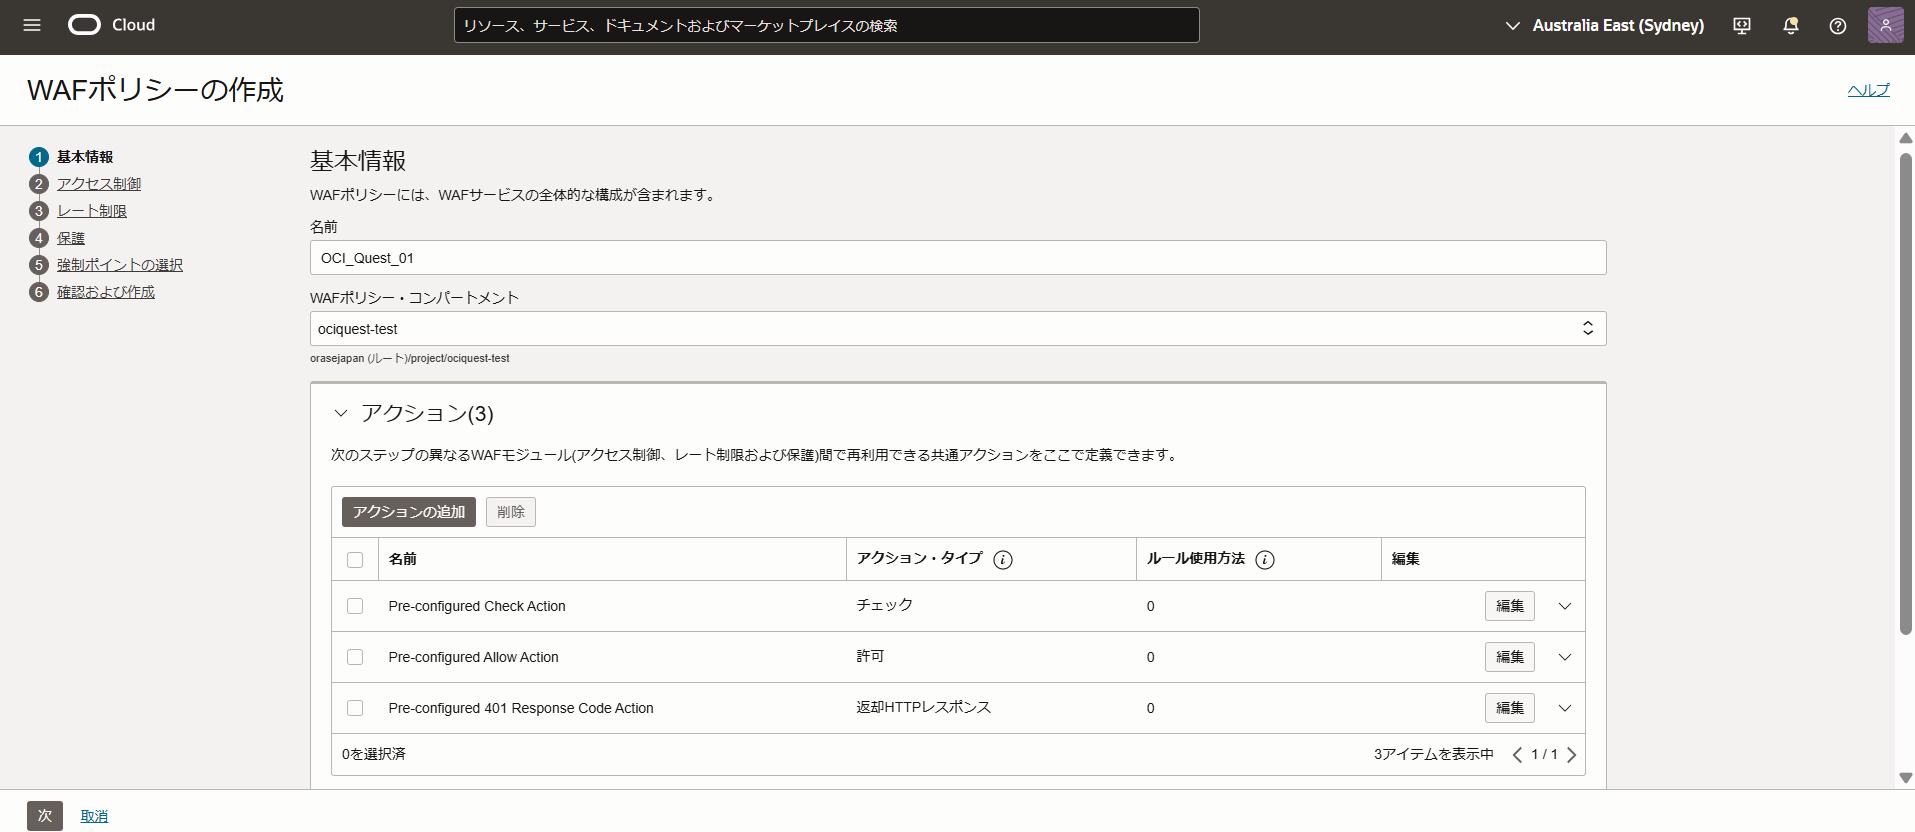 Cloud
リソース、サービス、ドキュメントおよびマーケットプレイスの検索
Australia East (Sydney)
WAFポリシーの作成
ヘルプ
1 基本情報
2 アクセス制御
3 レート制限
4 保護
5 強制ポイントの選択
6 確認および作成
基本情報
WAFポリシーには、WAFサービスの全体的な構成が含まれます。
名前
OCI_Quest_01
WAFポリシー・コンパートメント
ociquest-test
orasejapan (ルート)/project/ociquest-test
アクション(3)
次のステップの異なるWAFモジュール(アクセス制御、レート制限および保護)間で再利用できる共通アクションをここで定義できます。
アクションの追加 削除
名前 アクション・タイプ i ルール使用方法 i 編集
Pre-configured Check Action チェック 0 編集
Pre-configured Allow Action 許可 0 編集
Pre-configured 401 Response Code Action 返却HTTPレスポンス 0 編集
0を選択済 3アイテムを表示中 1 / 1
次 取消